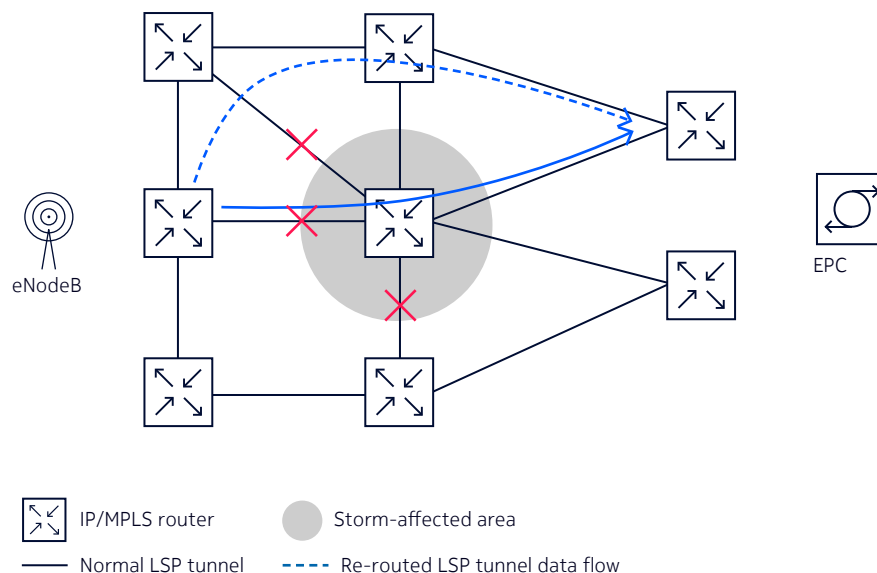 eNodeB
EPC
IP/MPLS router
Storm-affected area
Normal LSP tunnel
Re-routed LSP tunnel data flow